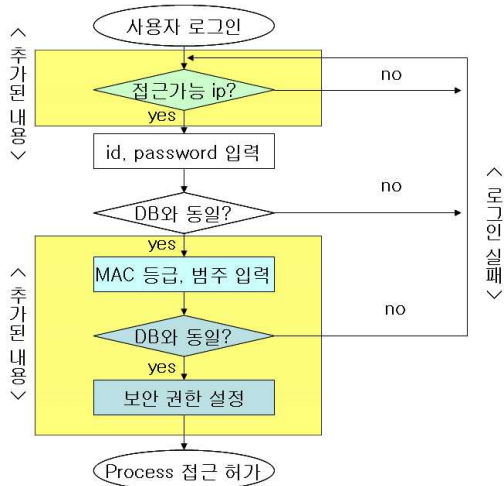 사용자 로그인
< 추가된 내용 >
접근가능 ip?
no
yes
id, password 입력
DB와 동일?
no
< 로그인 실패 >
yes
< 추가된 내용 >
MAC 등급, 범주 입력
DB와 동일?
no
yes
보안 권한 설정
Process 접근 허가